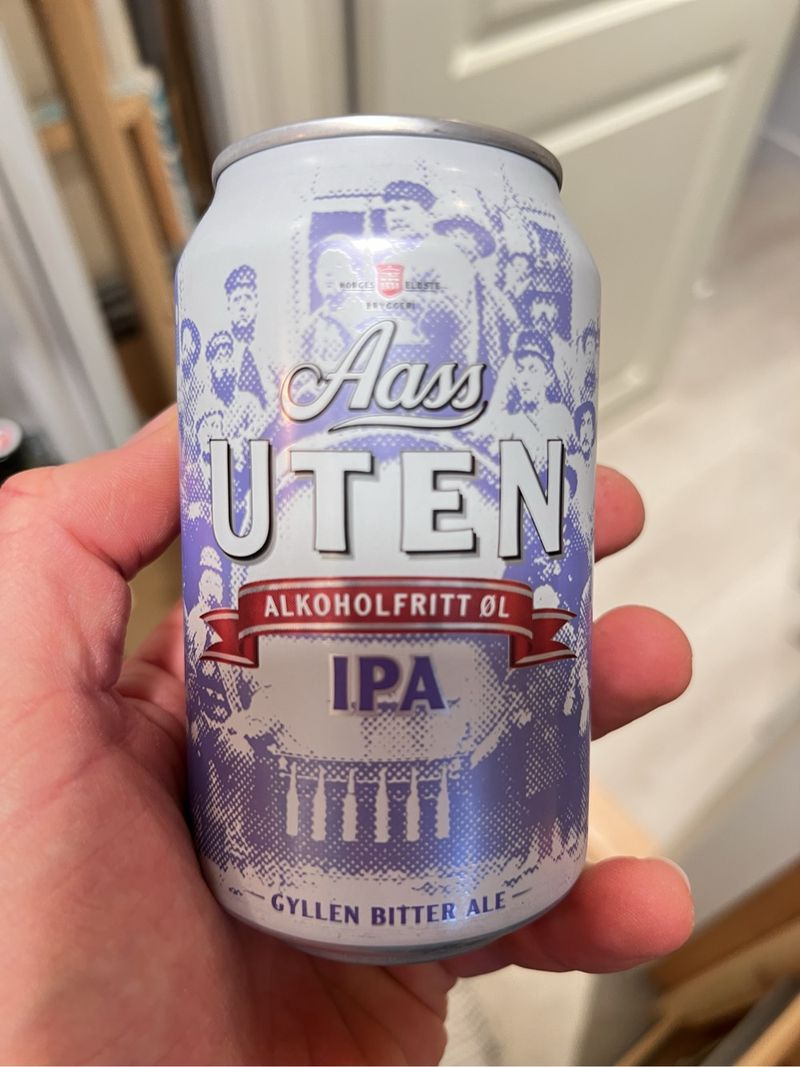 NORGES ELDSTE
BRYGGERI
Aass
UTEN
ALKOHOLFRITT ØL
IPA
GYLLEN BITTER ALE